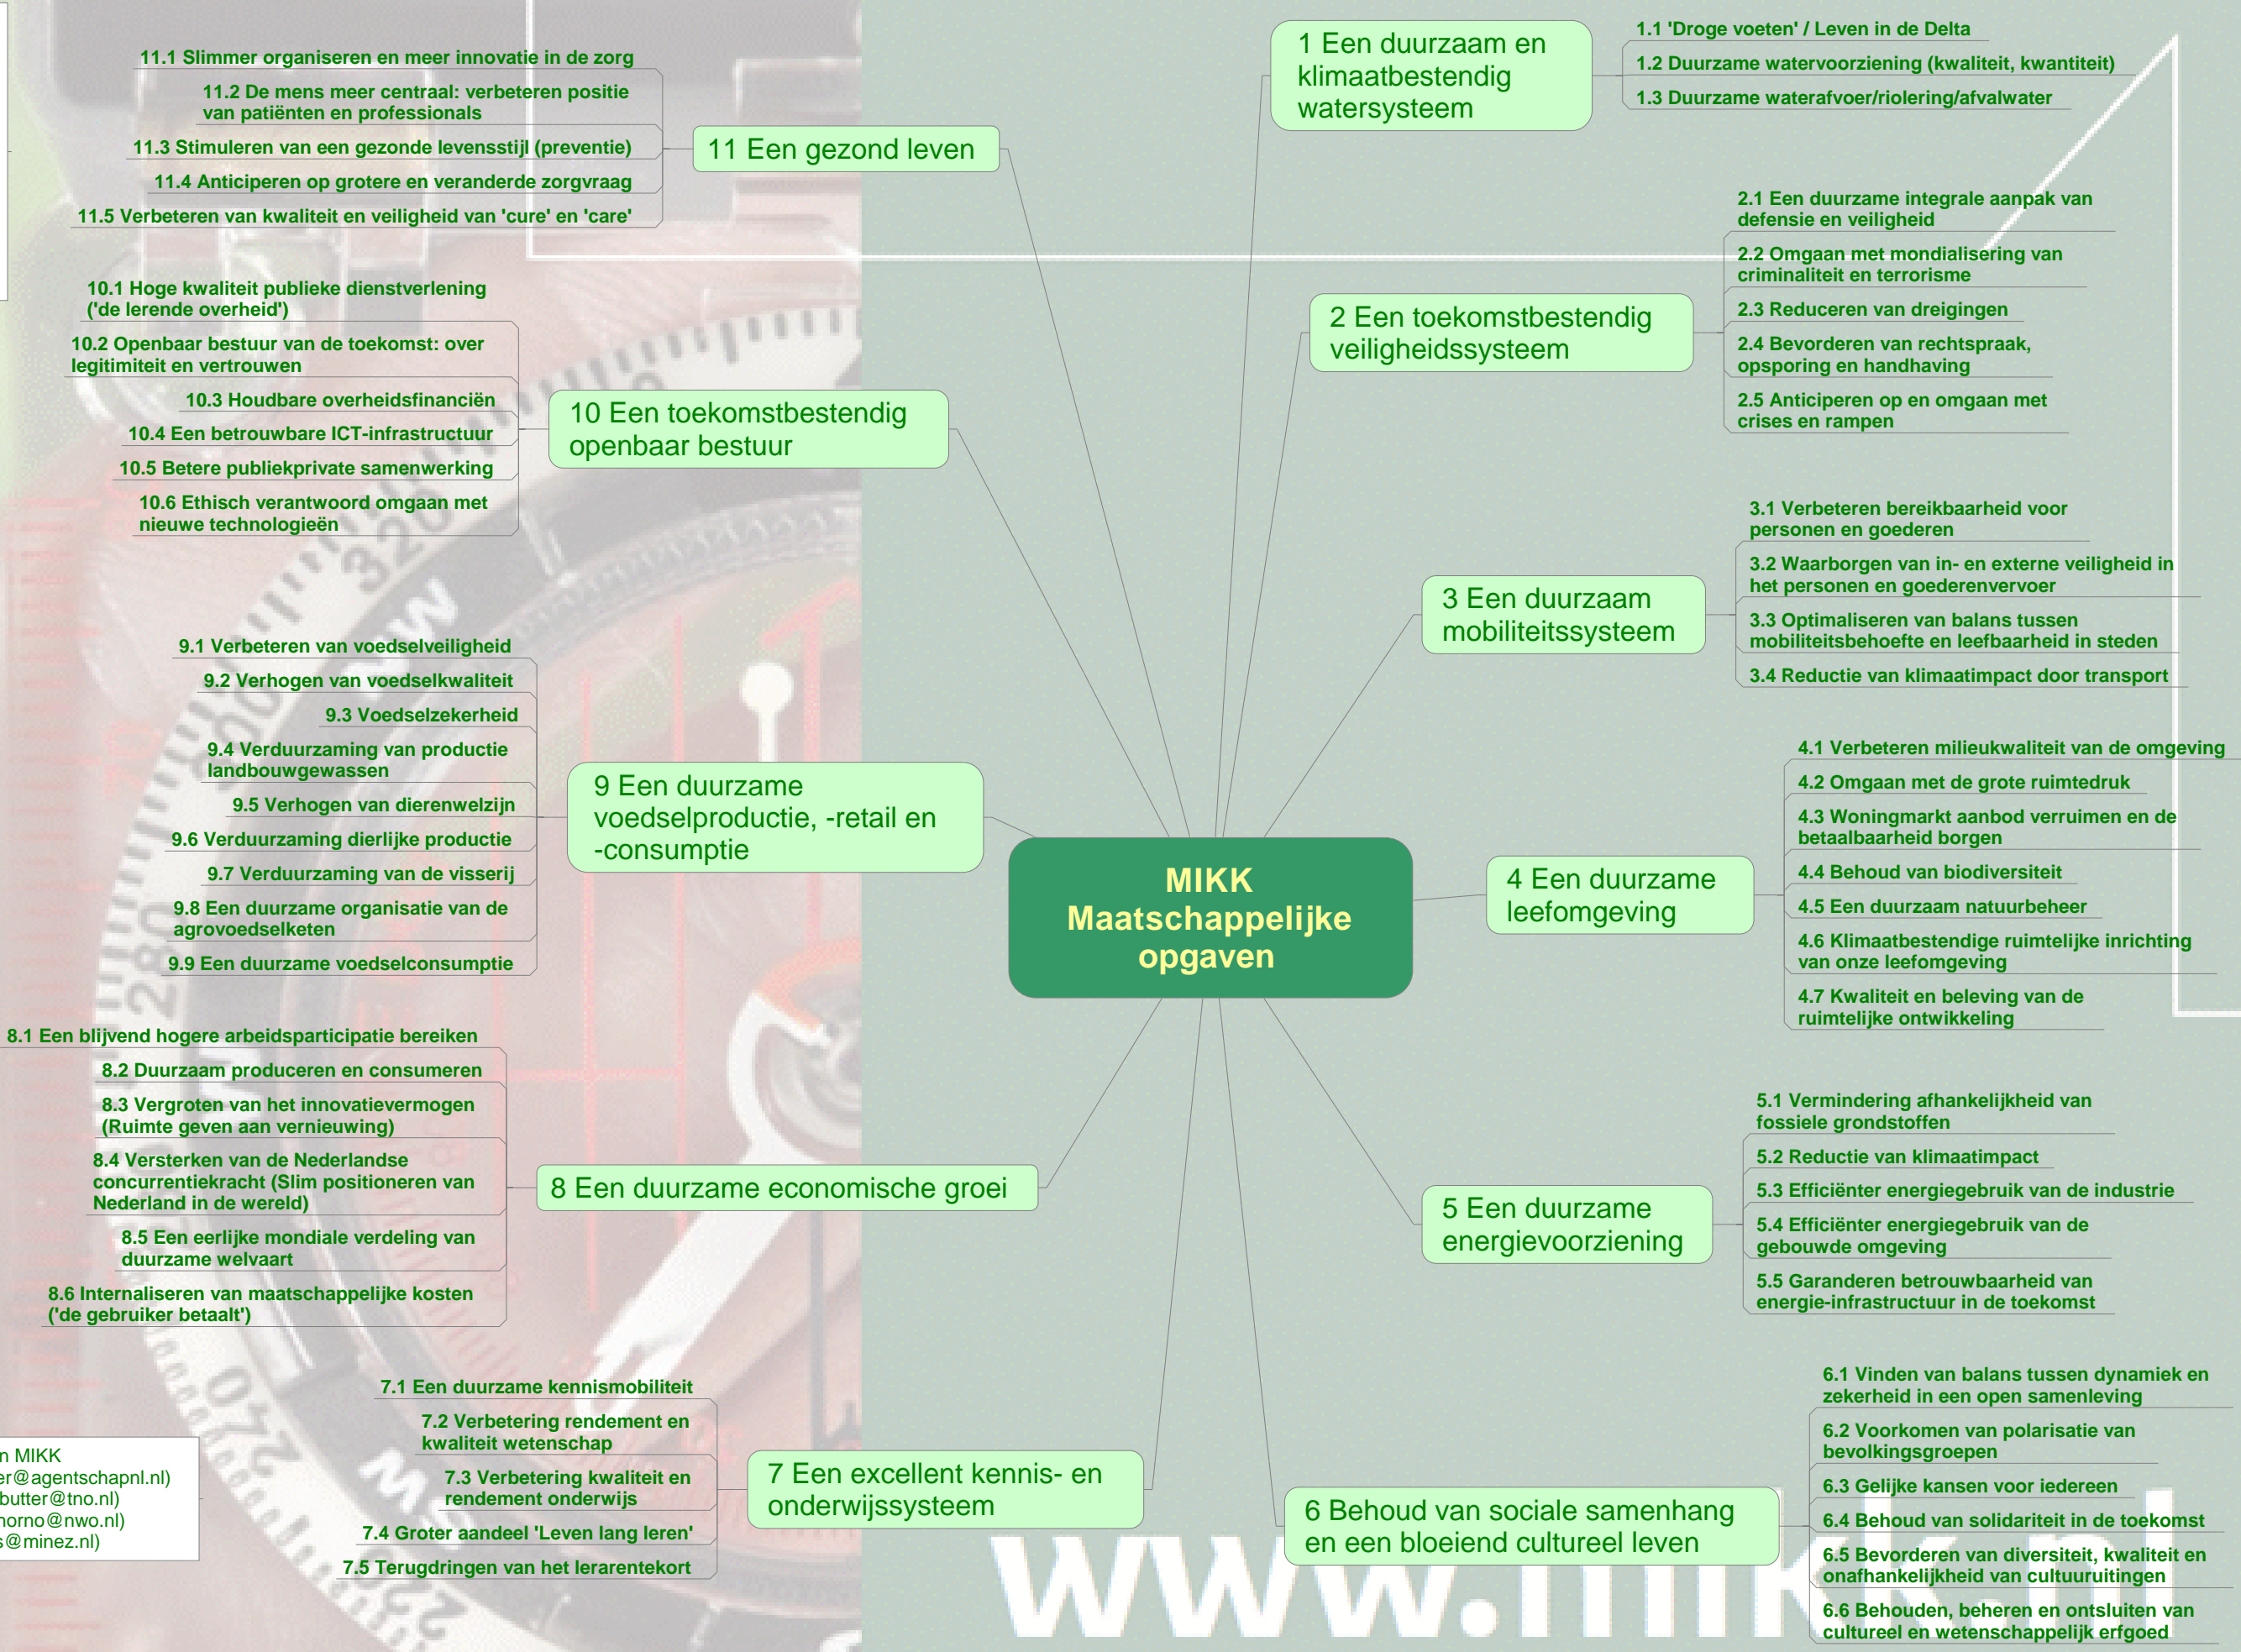 MIKK
Maatschappelijke
opgaven
1 Een duurzaam en
klimaatbestendig
watersysteem
1.1 'Droge voeten' / Leven in de Delta
1.2 Duurzame watervoorziening (kwaliteit, kwantiteit)
1.3 Duurzame waterafvoer/riolering/afvalwater
2 Een toekomstbestendig
veiligheidssysteem
2.1 Een duurzame integrale aanpak van
defensie en veiligheid
2.2 Omgaan met mondialisering van
criminaliteit en terrorisme
2.3 Reduceren van dreigingen
2.4 Bevorderen van rechtspraak,
opsporing en handhaving
2.5 Anticiperen op en omgaan met
crises en rampen
3 Een duurzaam
mobiliteitssysteem
3.1 Verbeteren bereikbaarheid voor
personen en goederen
3.2 Waarborgen van in- en externe veiligheid in
het personen en goederenvervoer
3.3 Optimaliseren van balans tussen
mobiliteitsbehoefte en leefbaarheid in steden
3.4 Reductie van klimaatimpact door transport
4 Een duurzame
leefomgeving
4.1 Verbeteren milieukwaliteit van de omgeving
4.2 Omgaan met de grote ruimtedruk
4.3 Woningmarkt aanbod verruimen en de
betaalbaarheid borgen
4.4 Behoud van biodiversiteit
4.5 Een duurzaam natuurbeheer
4.6 Klimaatbestendige ruimtelijke inrichting
van onze leefomgeving
4.7 Kwaliteit en beleving van de
ruimtelijke ontwikkeling
5 Een duurzame
energievoorziening
5.1 Vermindering afhankelijkheid van
fossiele grondstoffen
5.2 Reductie van klimaatimpact
5.3 Efficiënter energiegebruik van de industrie
5.4 Efficiënter energiegebruik van de
gebouwde omgeving
5.5 Garanderen betrouwbaarheid van
energie-infrastructuur in de toekomst
6 Behoud van sociale samenhang
en een bloeiend cultureel leven
6.1 Vinden van balans tussen dynamiek en
zekerheid in een open samenleving
6.2 Voorkomen van polarisatie van
bevolkingsgroepen
6.3 Gelijke kansen voor iedereen
6.4 Behoud van solidariteit in de toekomst
6.5 Bevorderen van diversiteit, kwaliteit en
onafhankelijkheid van cultuuruitingen
6.6 Behouden, beheren en ontsluiten van
cultureel en wetenschappelijk erfgoed
7 Een excellent kennis- en
onderwijssysteem
7.1 Een duurzame kennismobiliteit
7.2 Verbetering rendement en
kwaliteit wetenschap
7.3 Verbetering kwaliteit en
rendement onderwijs
7.4 Groter aandeel 'Leven lang leren'
7.5 Terugdringen van het lerarentekort
8 Een duurzame economische groei
8.1 Een blijvend hogere arbeidsparticipatie bereiken
8.2 Duurzaam produceren en consumeren
8.3 Vergroten van het innovatievermogen
(Ruimte geven aan vernieuwing)
8.4 Versterken van de Nederlandse
concurrentiekracht (Slim positioneren van
Nederland in de wereld)
8.5 Een eerlijke mondiale verdeling van
duurzame welvaart
8.6 Internaliseren van maatschappelijke kosten
('de gebruiker betaalt')
9 Een duurzame
voedselproductie, -retail en
-consumptie
9.1 Verbeteren van voedselveiligheid
9.2 Verhogen van voedselkwaliteit
9.3 Voedselzekerheid
9.4 Verduurzaming van productie
landbouwgewassen
9.5 Verhogen van dierenwelzijn
9.6 Verduurzaming dierlijke productie
9.7 Verduurzaming van de visserij
9.8 Een duurzame organisatie van de
agrovoedselketen
9.9 Een duurzame voedselconsumptie
10 Een toekomstbestendig
openbaar bestuur
10.1 Hoge kwaliteit publieke dienstverlening
('de lerende overheid')
10.2 Openbaar bestuur van de toekomst: over
legitimiteit en vertrouwen
10.3 Houdbare overheidsfinanciën
10.4 Een betrouwbare ICT-infrastructuur
10.5 Betere publiekprivate samenwerking
10.6 Ethisch verantwoord omgaan met
nieuwe technologieën
11 Een gezond leven
11.1 Slimmer organiseren en meer innovatie in de zorg
11.2 De mens meer centraal: verbeteren positie
van patiënten en professionals
11.3 Stimuleren van een gezonde levensstijl (preventie)
11.4 Anticiperen op grotere en veranderde zorgvraag
11.5 Verbeteren van kwaliteit en veiligheid van 'cure' en 'care'
n MIKK
er@agentschapnl.nl)
butter@tno.nl)
norno@nwo.nl)
s@minez.nl)
www.mikk.nl
320
NW
300
280
W
240
SW
220